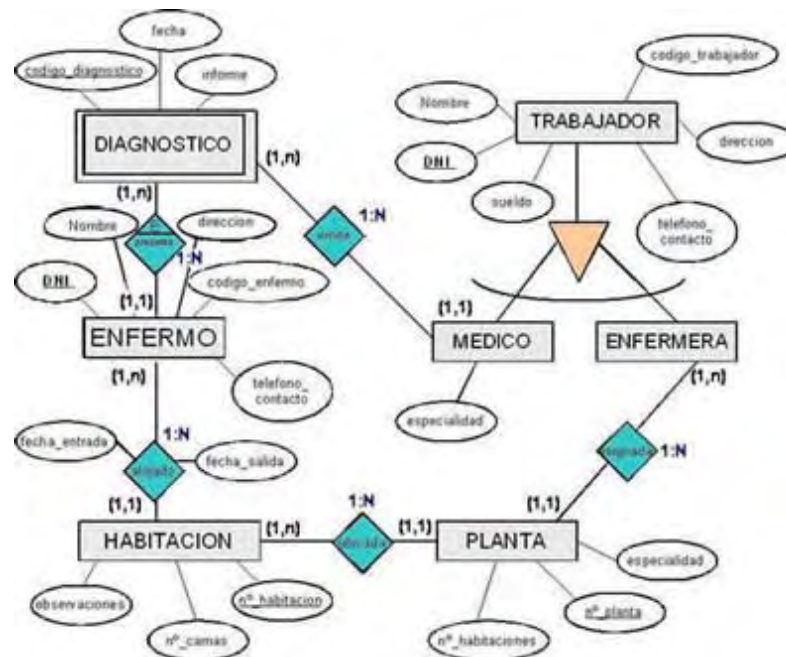 fecha
codigo_diagnostico
informe
DIAGNOSTICO
(1,n)
(1,n)
codigo_trabajador
Nombre
TRABAJADOR
DNI
direccion
sueldo
telefono_
contacto
Nombre
direccion
1:N
1:N
DNI
codigo_enfermo
(1,1)
ENFERMO
(1,1)
MEDICO
ENFERMERA
(1,n)
(1,n)
telefono_
contacto
especialidad
fecha_entrada
1:N
fecha_salida
alojado
1:N
(1,1)
1:N
(1,1)
HABITACION
(1,n)
(1,1)
PLANTA
especialidad
observaciones
nº_habitacion
nº_camas
nº_habitaciones
nº_planta